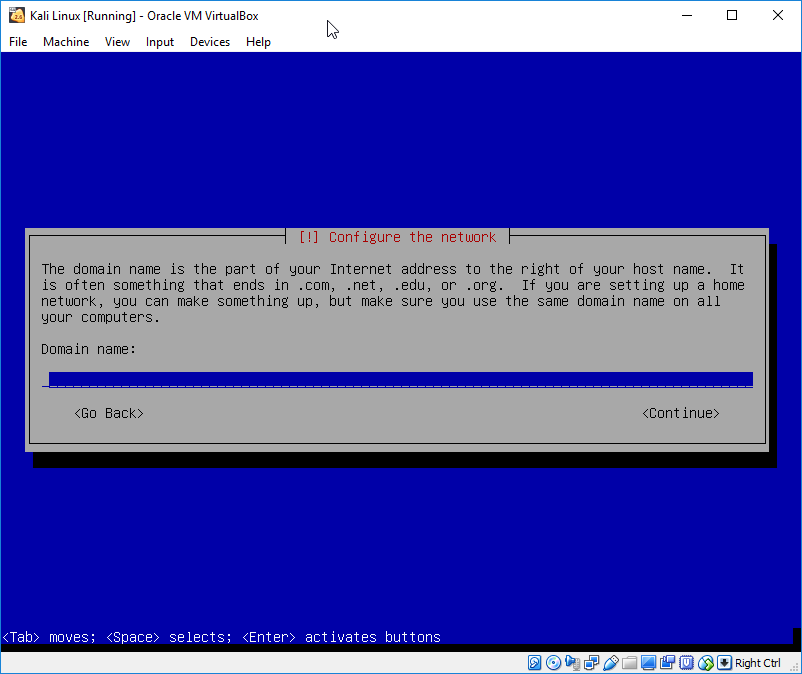 Kali Linux [Running] - Oracle VM VirtualBox
File Machine View Input Devices Help
[!] Configure the network
The domain name is the part of your Internet address to the right of your host name.  It
is often something that ends in .com, .net, .edu, or .org.  If you are setting up a home
network, you can make something up, but make sure you use the same domain name on all
your computers.
Domain name:
<Go Back> <Continue>
<Tab> moves; <Space> selects; <Enter> activates buttons
Right Ctrl